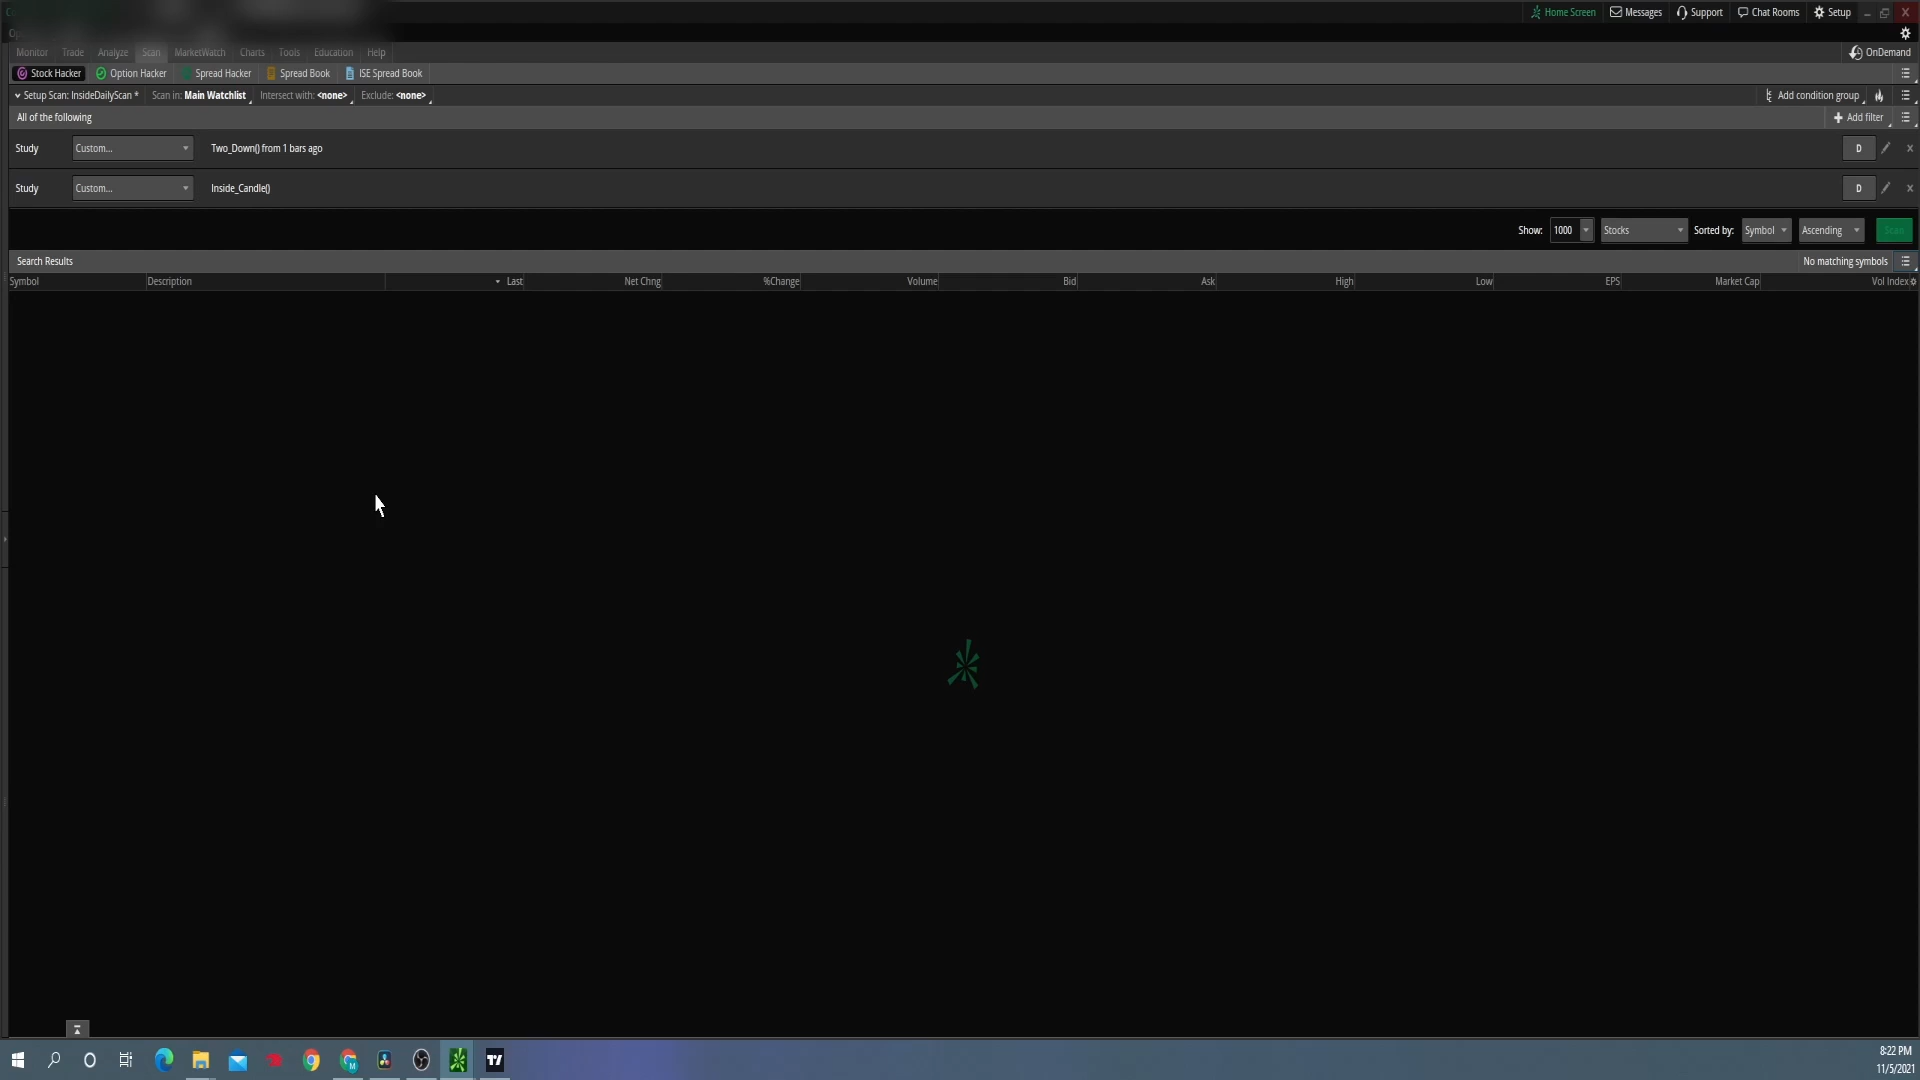 Home Screen Messages Support Chat Rooms Setup
Monitor Trade Analyze Scan MarketWatch Charts Tools Education Help OnDemand
Stock Hacker Option Hacker Spread Hacker Spread Book ISE Spread Book
Setup Scan: InsideDailyScan * Scan in: Main Watchlist Intersect with: <none> Exclude: <none> Add condition group
All of the following Add filter
Study Custom... Two_Down() from 1 bars ago D
Study Custom... Inside_Candle() D
Show: 1000 Stocks Sorted by: Symbol Ascending Scan
Search Results No matching symbols
Symbol Description Last Net Chng %Change Volume Bid Ask High Low EPS Market Cap Vol Index
8:22 PM
11/5/2021